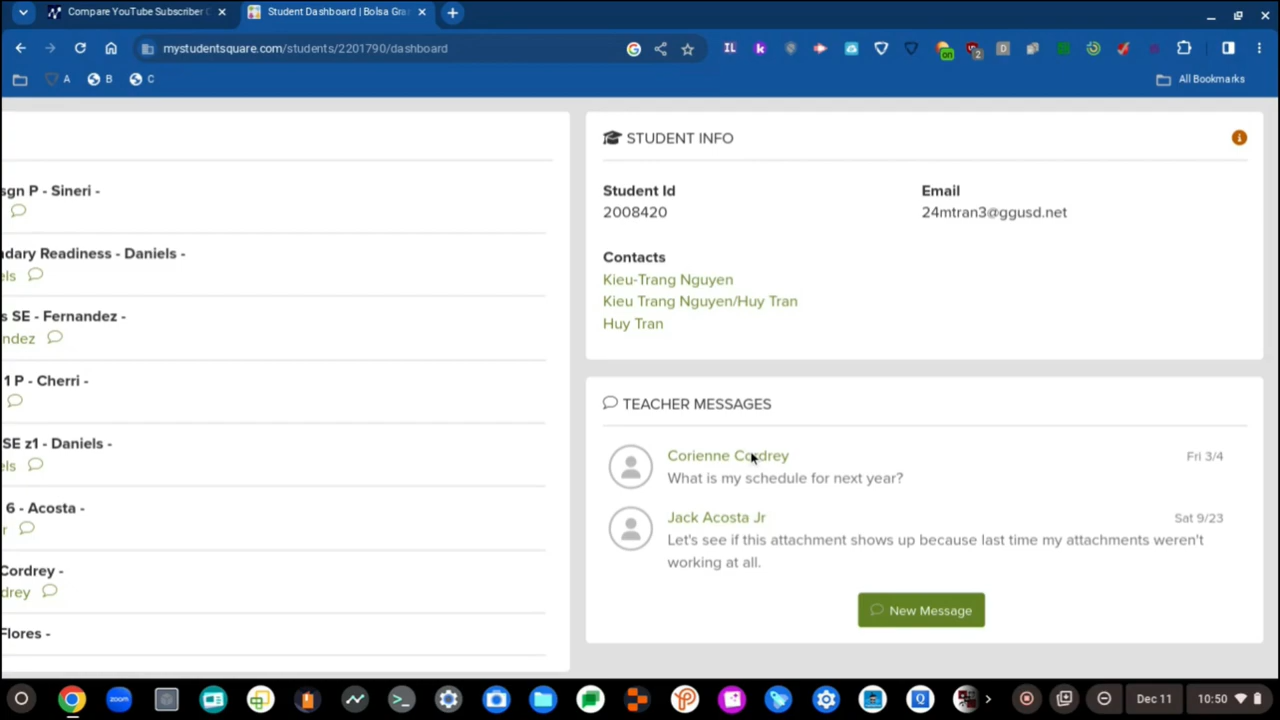 Compare YouTube Subscriber C
Student Dashboard | Bolsa Gra
mystudentsquare.com/students/2201790/dashboard
A B C
All Bookmarks
sgn P - Sineri -
ndary Readiness - Daniels -
els
s SE - Fernandez -
ndez
1 P - Cherri -
SE z1 - Daniels -
els
6 - Acosta -
r
Cordrey -
drey
Flores -
STUDENT INFO
Student Id
2008420
Email
24mtran3@ggusd.net
Contacts
Kieu-Trang Nguyen
Kieu Trang Nguyen/Huy Tran
Huy Tran
TEACHER MESSAGES
Corienne Cordrey
Fri 3/4
What is my schedule for next year?
Jack Acosta Jr
Sat 9/23
Let's see if this attachment shows up because last time my attachments weren't
working at all.
New Message
Dec 11
10:50